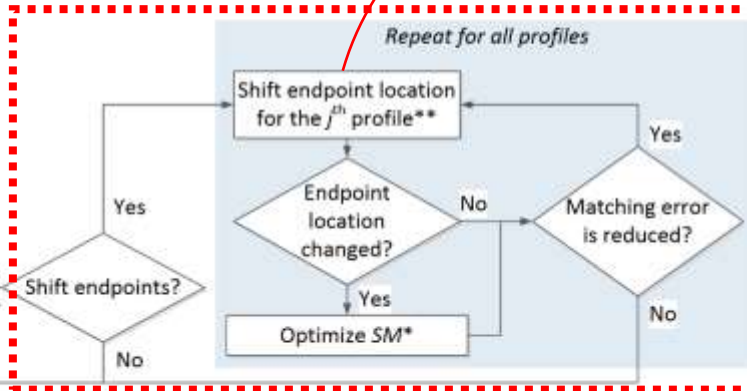 Repeat for all profiles
Shift endpoint location
for the jth profile**
Yes
Endpoint
location
changed?
No
Matching error
is reduced?
Yes
Shift endpoints?
Yes
Optimize SM*
No
No